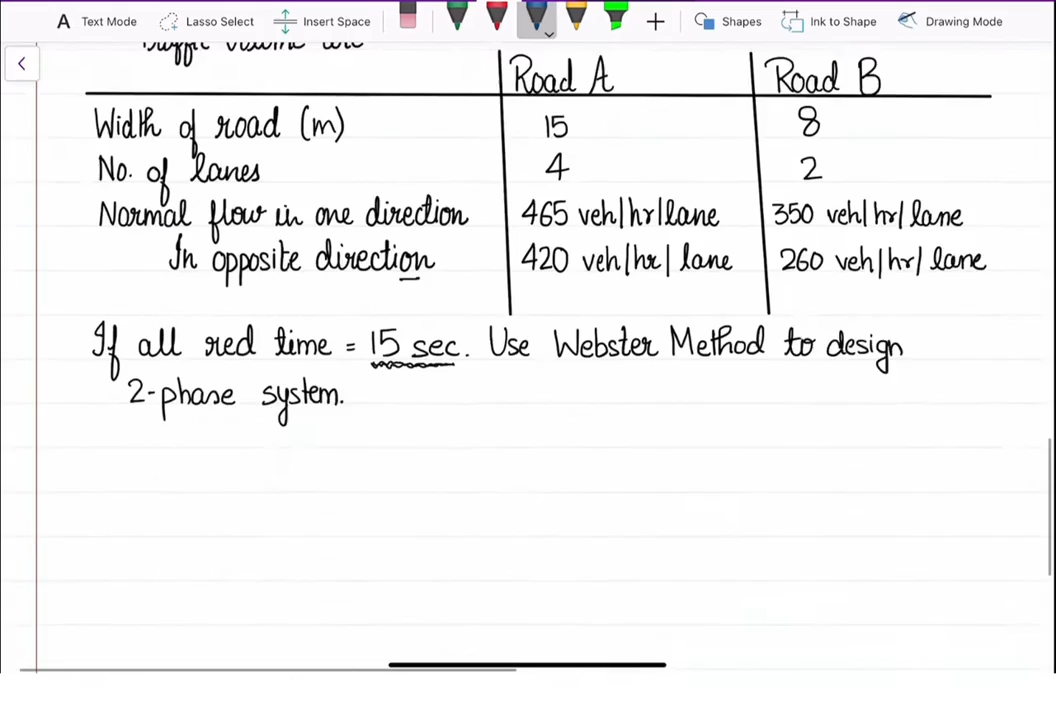 Text Mode Lasso Select Insert Space Shapes Ink to Shape Drawing Mode
Traffic volume are
Road A Road B
Width of road (m) 15 8
No. of lanes 4 2
Normal flow in one direction 465 veh/hr/lane 350 veh/hr/lane
In opposite direction 420 veh/hr/lane 260 veh/hr/lane
If all red time = 15 sec. Use Webster Method to design
2-phase system.